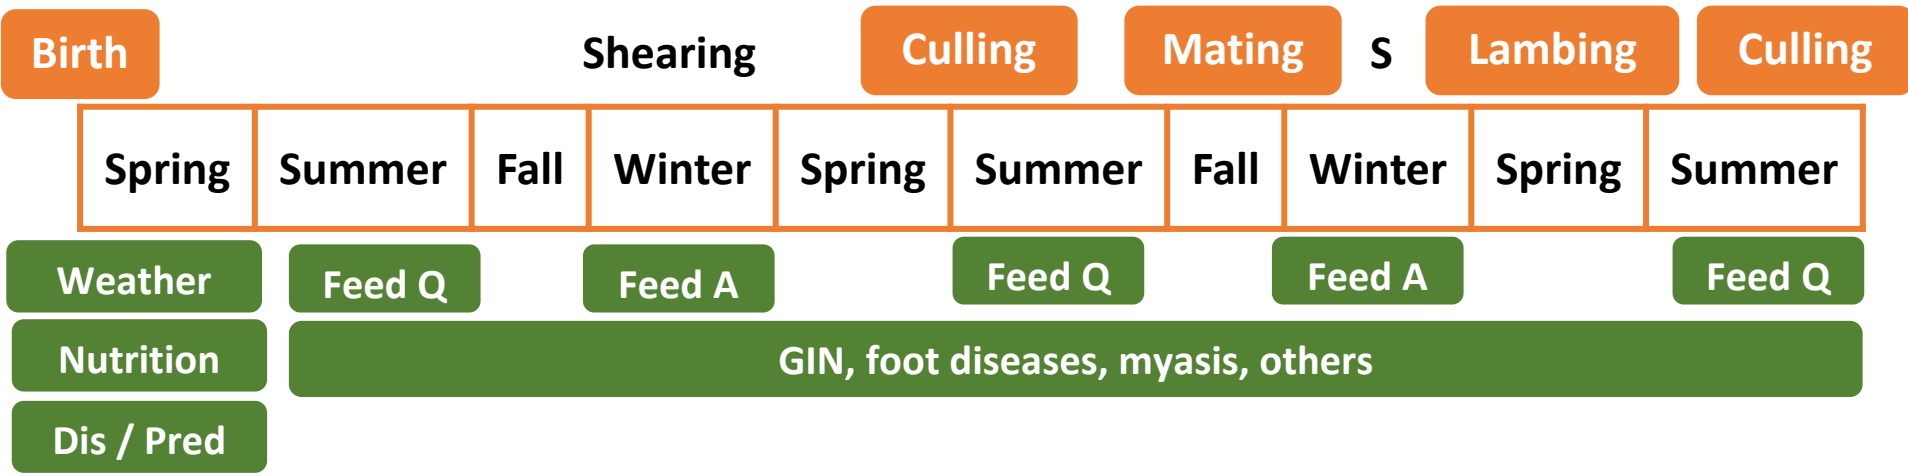 Birth
Shearing
Culling
Mating
S
Lambing
Culling
Spring
Summer
Fall
Winter
Spring
Summer
Fall
Winter
Spring
Summer
Weather
Feed Q
Feed A
Feed Q
Feed A
Feed Q
Nutrition
GIN, foot diseases, myasis, others
Dis / Pred